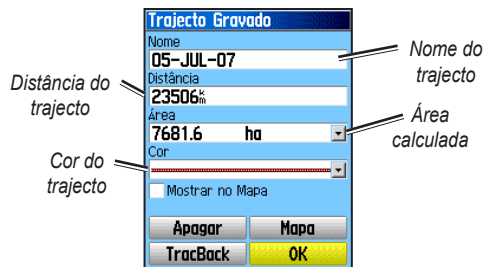 Trajecto Gravado
Nome
05-JUL-07
Nome do
trajecto
Distância
23506km
Distância do
trajecto
Área
7681.6 ha
Área
calculada
Cor
Cor do
trajecto
Mostrar no Mapa
Apagar Mapa
TracBack OK